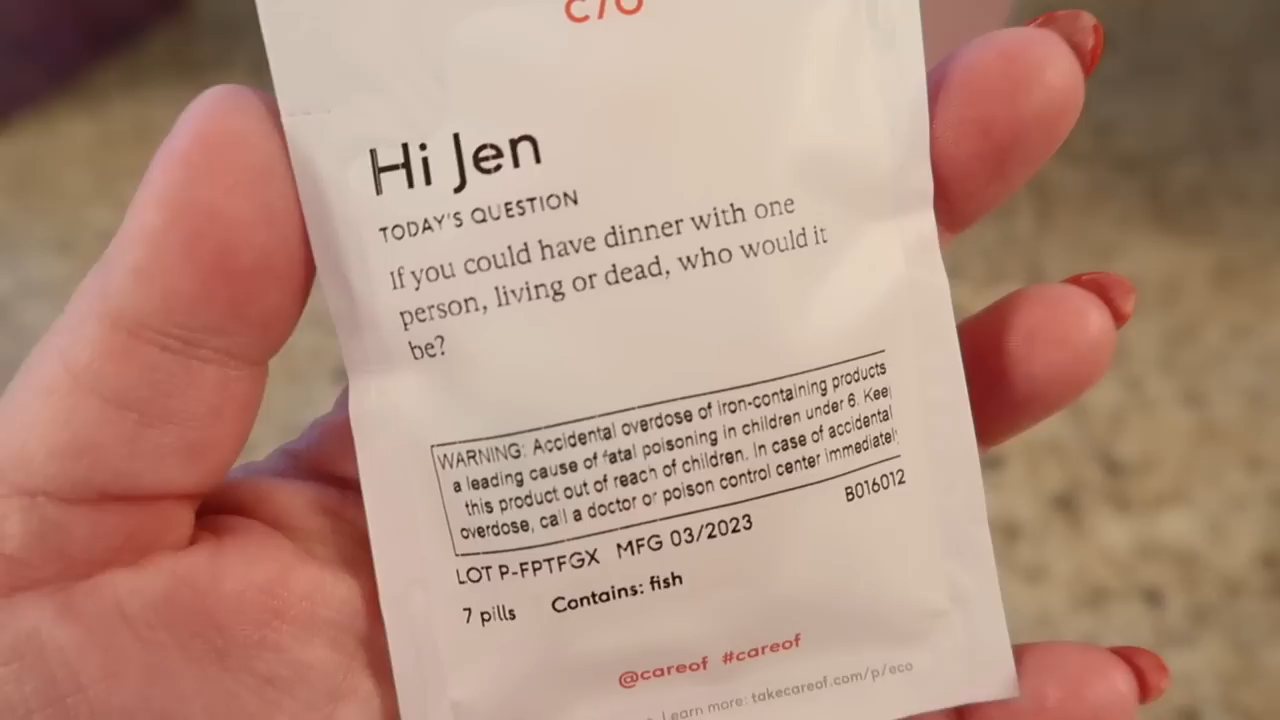 c/o
Hi Jen
TODAY'S QUESTION
If you could have dinner with one
person, living or dead, who would it
be?
WARNING: Accidental overdose of iron-containing products
a leading cause of fatal poisoning in children under 6. Kee
this product out of reach of children. In case of accidental
overdose, call a doctor or poison control center immediatel
B016012
LOT P-FPTFGX MFG 03/2023
7 pills Contains: fish
@careof #careof
Learn more: takecareof.com/p/eco